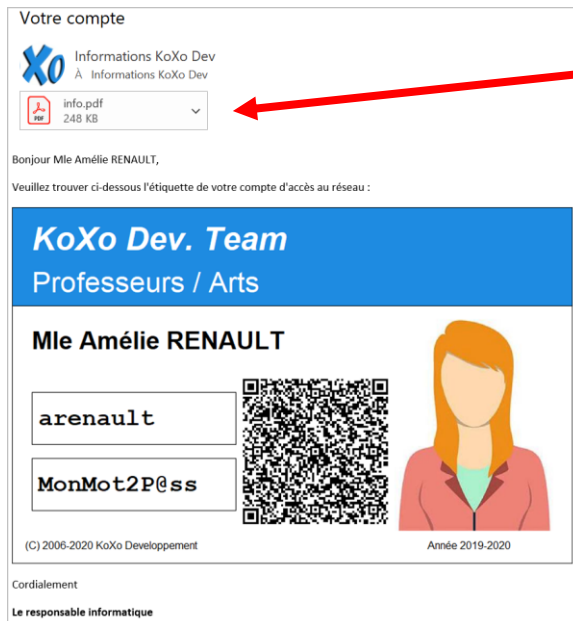 Votre compte
Xo
Informations KoXo Dev
À Informations KoXo Dev
PDF
info.pdf
248 KB
Bonjour Mle Amélie RENAULT,
Veuillez trouver ci-dessous l'étiquette de votre compte d'accès au réseau :
KoXo Dev. Team
Professeurs / Arts
Mle Amélie RENAULT
arenault
MonMot2P@ss
(C) 2006-2020 KoXo Developpement
Année 2019-2020
Cordialement
Le responsable informatique